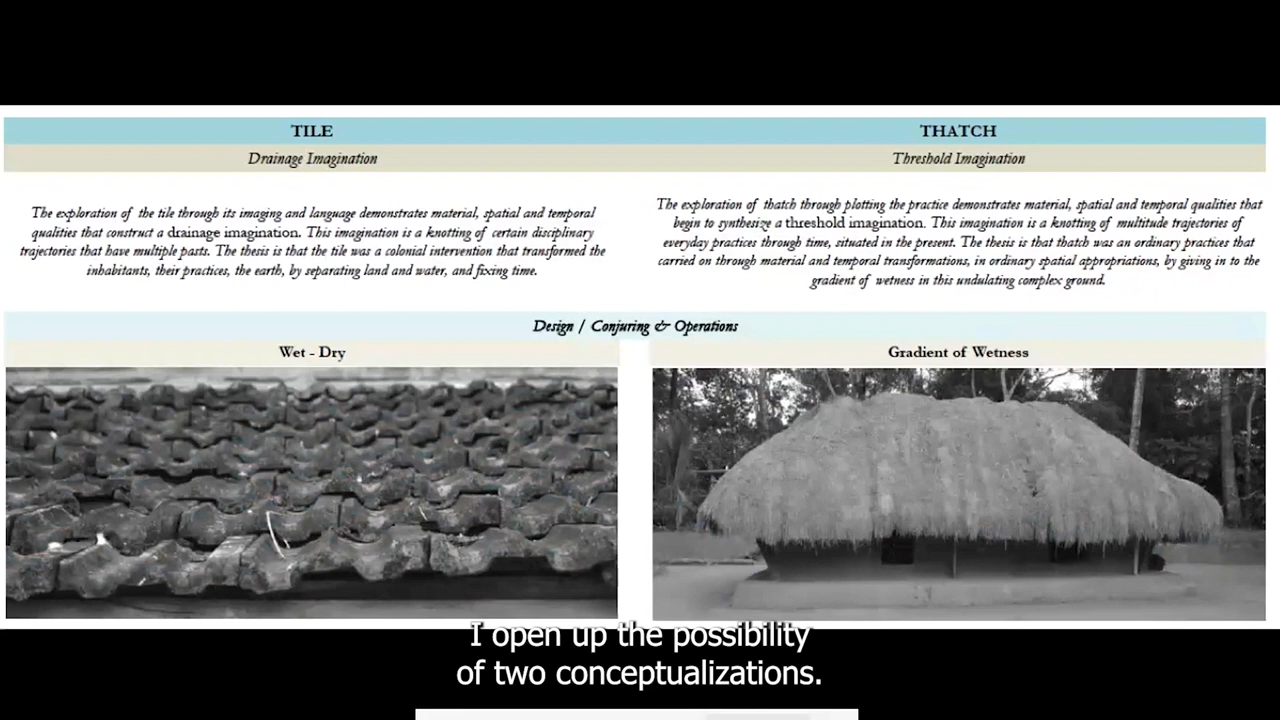 TILE
Drainage Imagination
The exploration of the tile through its imaging and language demonstrates material, spatial and temporal
qualities that construct a drainage imagination. This imagination is a knotting of certain disciplinary
trajectories that have multiple pasts. The thesis is that the tile was a colonial intervention that transformed the
inhabitants, their practices, the earth, by separating land and water, and fixing time.
THATCH
Threshold Imagination
The exploration of thatch through plotting the practice demonstrates material, spatial and temporal qualities that
begin to synthesize a threshold imagination. This imagination is a knotting of multitude trajectories of
everyday practices through time, situated in the present. The thesis is that thatch was an ordinary practices that
carried on through material and temporal transformations, in ordinary spatial appropriations, by giving in to the
gradient of wetness in this undulating complex ground.
Design / Conjuring & Operations
Wet - Dry
Gradient of Wetness
I open up the possibility
of two conceptualizations.